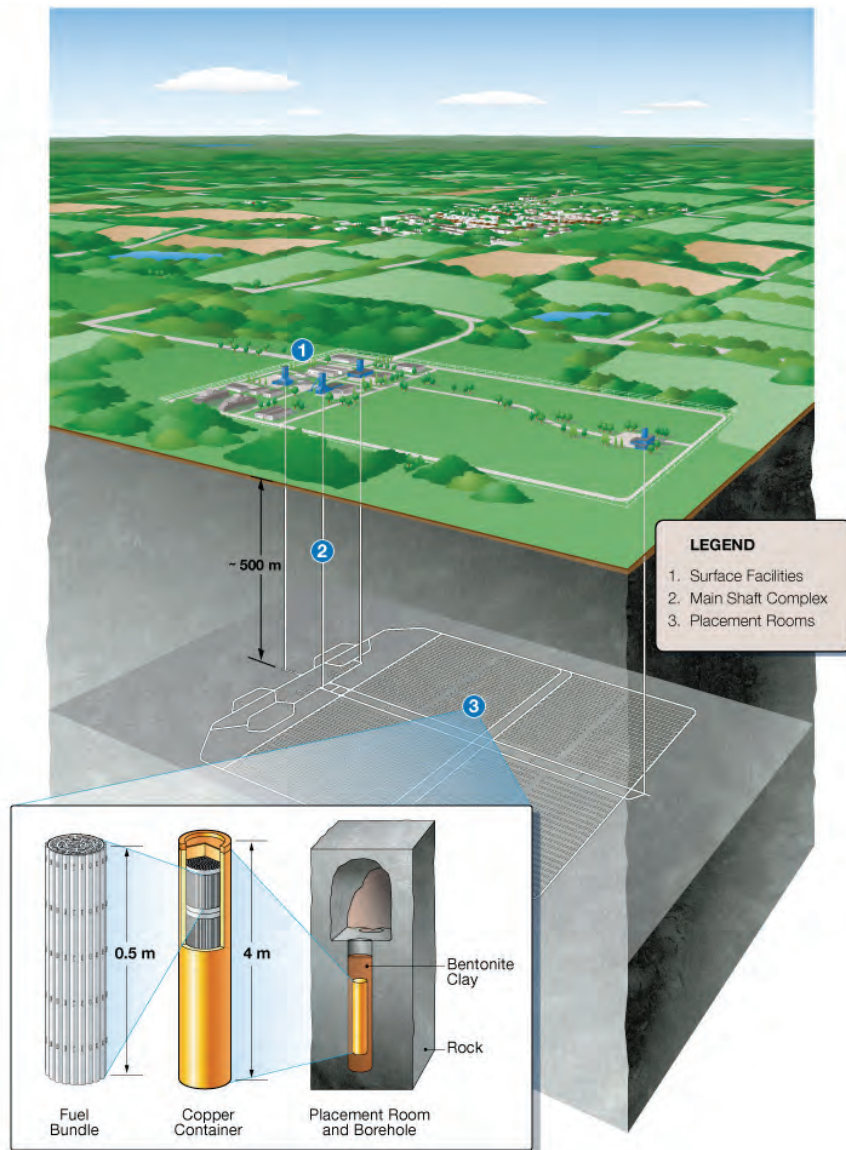 1
2
~ 500 m
LEGEND
1. Surface Facilities
2. Main Shaft Complex
3. Placement Rooms
3
0.5 m
4 m
Bentonite
Clay
Rock
Fuel
Bundle
Copper
Container
Placement Room
and Borehole